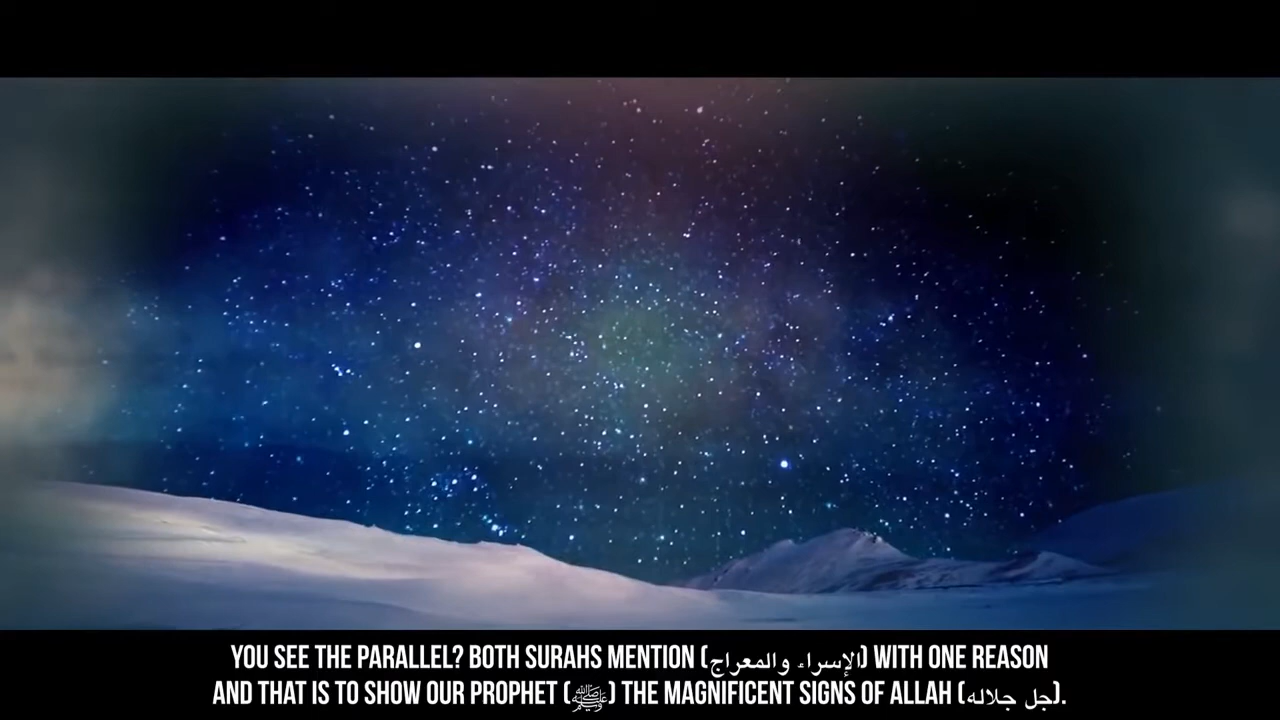 YOU SEE THE PARALLEL? BOTH SURAHS MENTION (الإسراء والمعراج) WITH ONE REASON
AND THAT IS TO SHOW OUR PROPHET (ﷺ) THE MAGNIFICENT SIGNS OF ALLAH (جل جلاله).